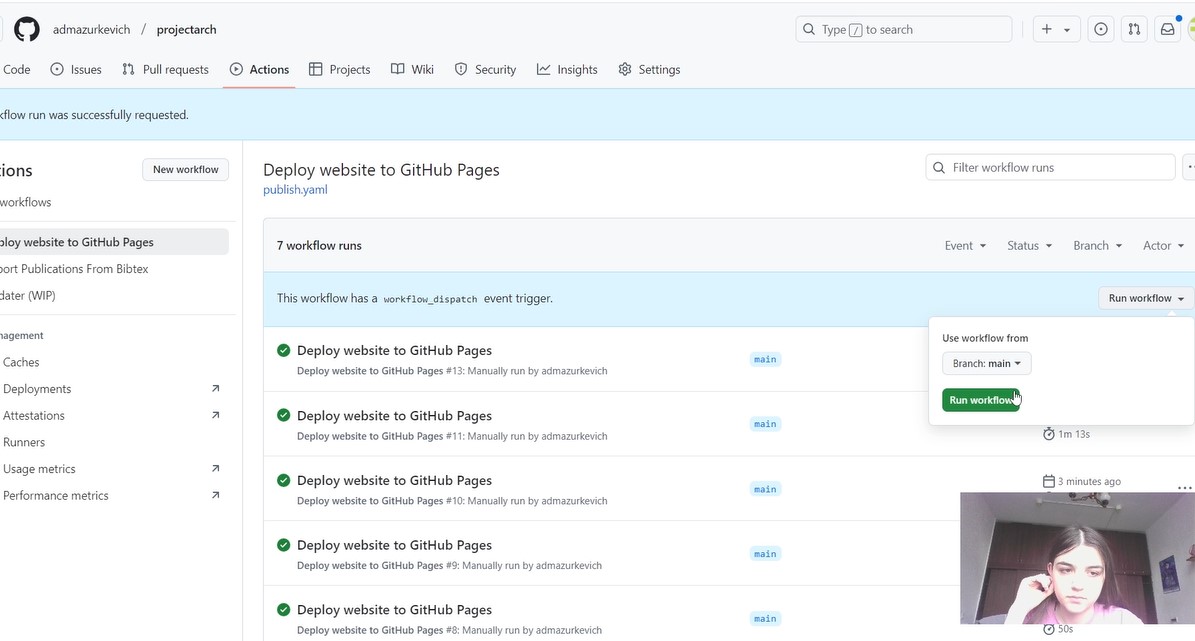 admazurkevich / projectarch
Type / to search
Code Issues Pull requests Actions Projects Wiki Security Insights Settings
kflow run was successfully requested.
tions
New workflow
workflows
ploy website to GitHub Pages
port Publications From Bibtex
dater (WIP)
nagement
Caches
Deployments
Attestations
Runners
Usage metrics
Performance metrics
Deploy website to GitHub Pages
publish.yaml
Filter workflow runs
7 workflow runs
Event Status Branch Actor
This workflow has a workflow_dispatch event trigger.
Run workflow
Use workflow from
Branch: main
Run workflow
Deploy website to GitHub Pages
main
Deploy website to GitHub Pages #13: Manually run by admazurkevich
Deploy website to GitHub Pages
main
Deploy website to GitHub Pages #11: Manually run by admazurkevich
1m 13s
Deploy website to GitHub Pages
main
3 minutes ago
Deploy website to GitHub Pages #10: Manually run by admazurkevich
Deploy website to GitHub Pages
main
Deploy website to GitHub Pages #9: Manually run by admazurkevich
Deploy website to GitHub Pages
main
Deploy website to GitHub Pages #8: Manually run by admazurkevich
50s